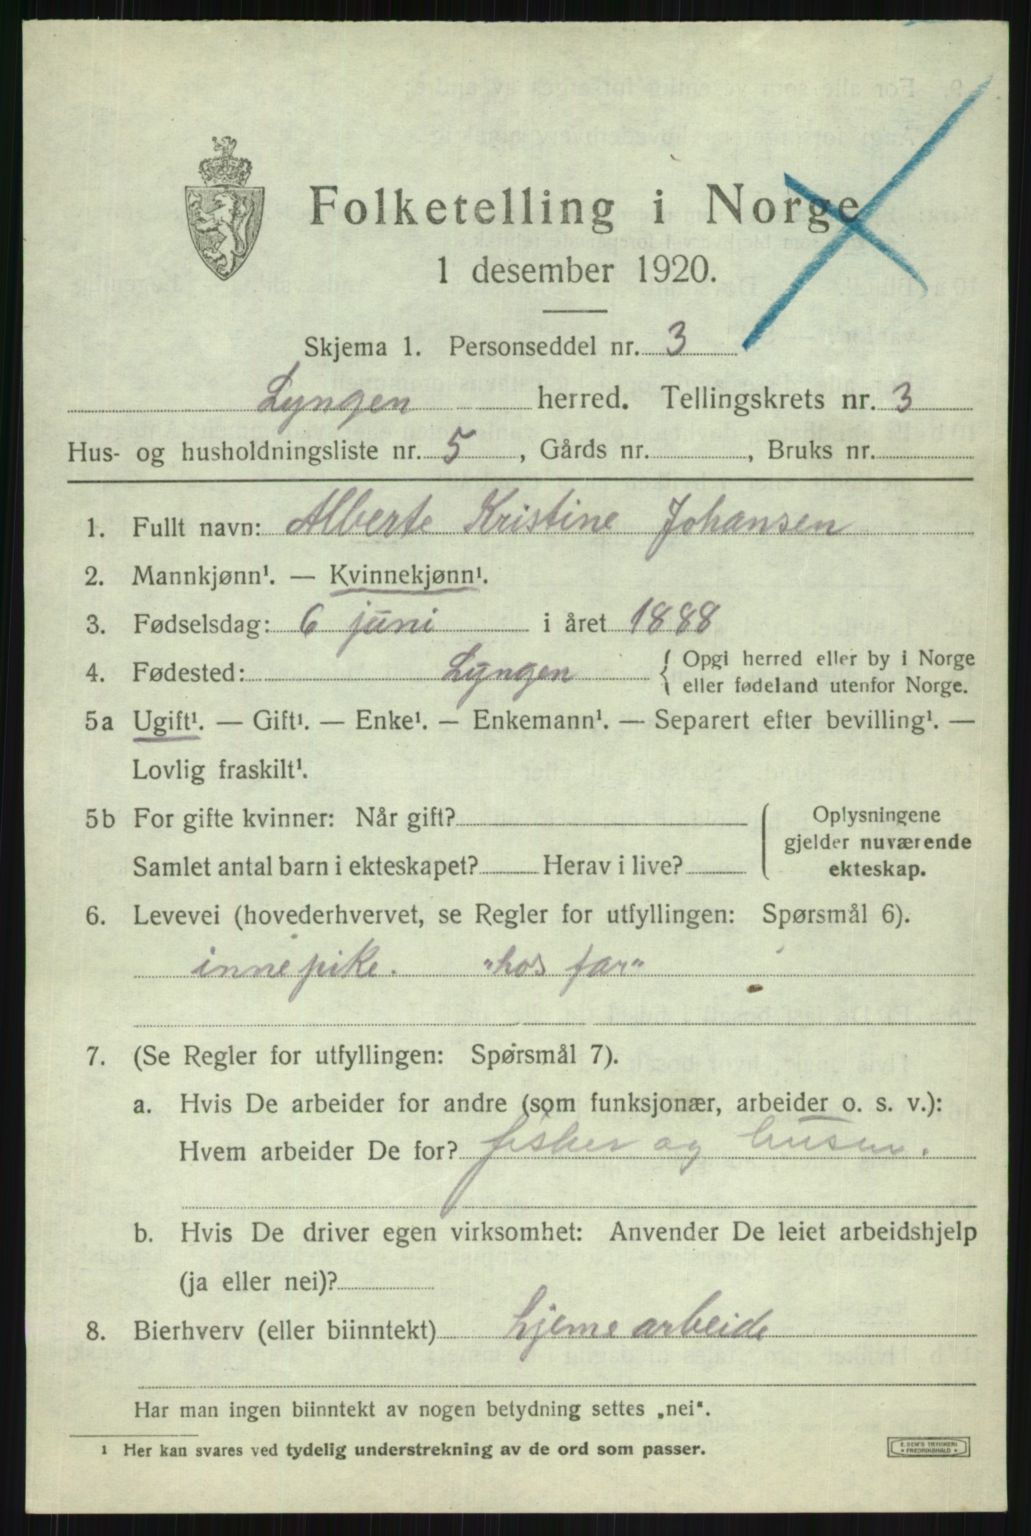 Folketelling i Norge
1 desember 1920.
Skjema 1. Personseddel nr. 3
Lyngen herred. Tellingskrets nr. 3
Hus- og husholdningsliste nr. 5, Gårds nr. , Bruks nr.
1. Fullt navn: Alberte Kristine Johansen
2. Mannkjønn¹. — Kvinnekjønn¹.
3. Fødselsdag: 6 juni i året 1888
4. Fødested: Lyngen { Opgi herred eller by i Norge
eller fødeland utenfor Norge.
5a Ugift¹. — Gift¹. — Enke¹. — Enkemann¹. — Separert efter bevilling¹. —
Lovlig fraskilt¹.
5b For gifte kvinner: Når gift?
Samlet antal barn i ekteskapet? Herav i live?
Oplysningene
gjelder nuværende
ekteskap.
6. Levevei (hovederhvervet, se Regler for utfyllingen: Spørsmål 6).
innepike. "hos far"
7. (Se Regler for utfyllingen: Spørsmål 7).
a. Hvis De arbeider for andre (som funksjonær, arbeider o. s. v.):
Hvem arbeider De for? fisker og
b. Hvis De driver egen virksomhet: Anvender De leiet arbeidshjelp
(ja eller nei)?
8. Bierhverv (eller biinntekt) hjemearbeide
Har man ingen biinntekt av nogen betydning settes „nei“.
¹ Her kan svares ved tydelig understrekning av de ord som passer.
E. SEM'S TRYKKERI
FREDRIKSHALD